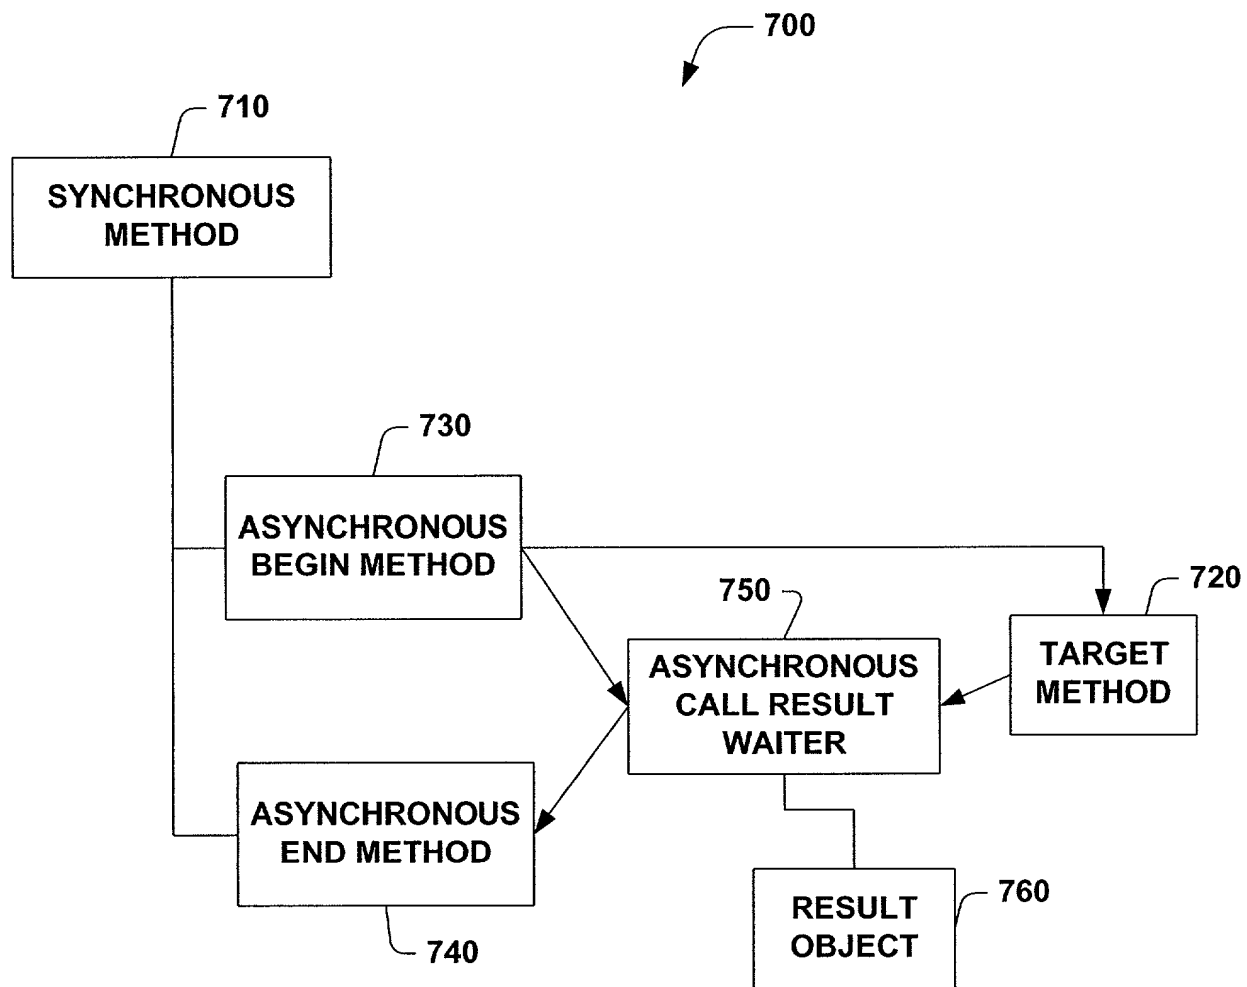 700
710
SYNCHRONOUS
METHOD
730
ASYNCHRONOUS
BEGIN METHOD
750
720
ASYNCHRONOUS
CALL RESULT
WAITER
TARGET
METHOD
ASYNCHRONOUS
END METHOD
740
RESULT
OBJECT
760